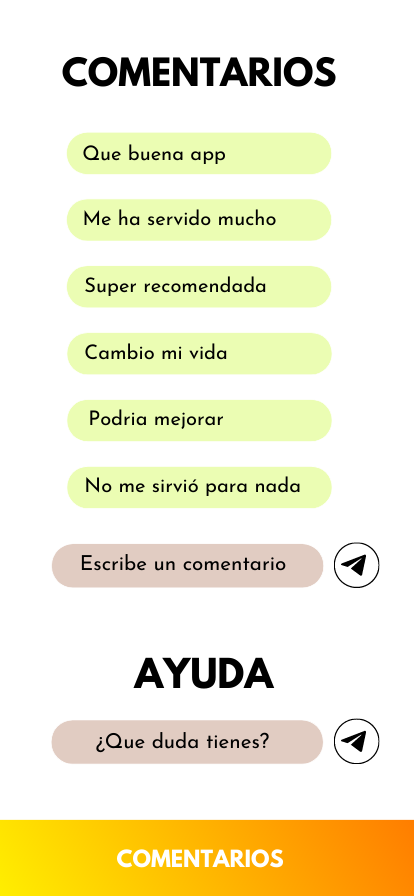 COMENTARIOS
Que buena app
Me ha servido mucho
Super recomendada
Cambio mi vida
Podria mejorar
No me sirvió para nada
Escribe un comentario
AYUDA
¿Que duda tienes?
COMENTARIOS